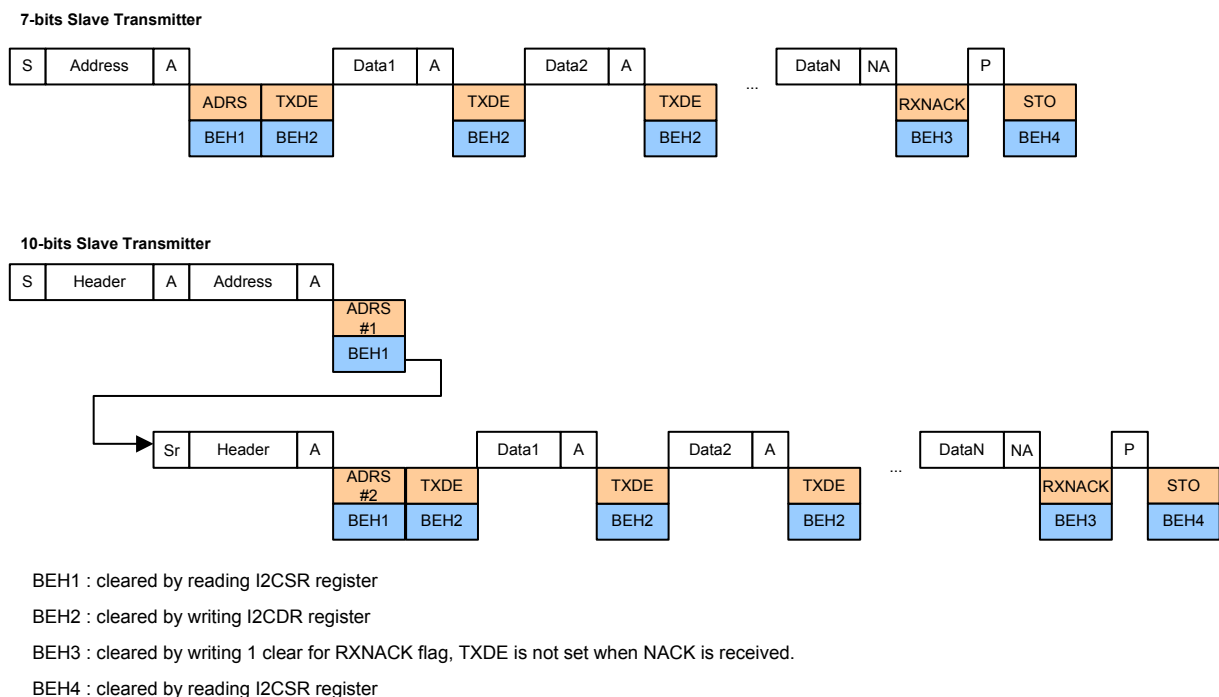 7-bits Slave Transmitter
S Address A Data1 A Data2 A DataN NA P
...
ADRS TXDE TXDE TXDE RXNACK STO
BEH1 BEH2 BEH2 BEH2 BEH3 BEH4
10-bits Slave Transmitter
S Header A Address A
ADRS
#1
BEH1
Sr Header A Data1 A Data2 A DataN NA P
...
ADRS
#2 TXDE TXDE TXDE RXNACK STO
BEH1 BEH2 BEH2 BEH2 BEH3 BEH4
BEH1 : cleared by reading I2CSR register
BEH2 : cleared by writing I2CDR register
BEH3 : cleared by writing 1 clear for RXNACK flag, TXDE is not set when NACK is received.
BEH4 : cleared by reading I2CSR register